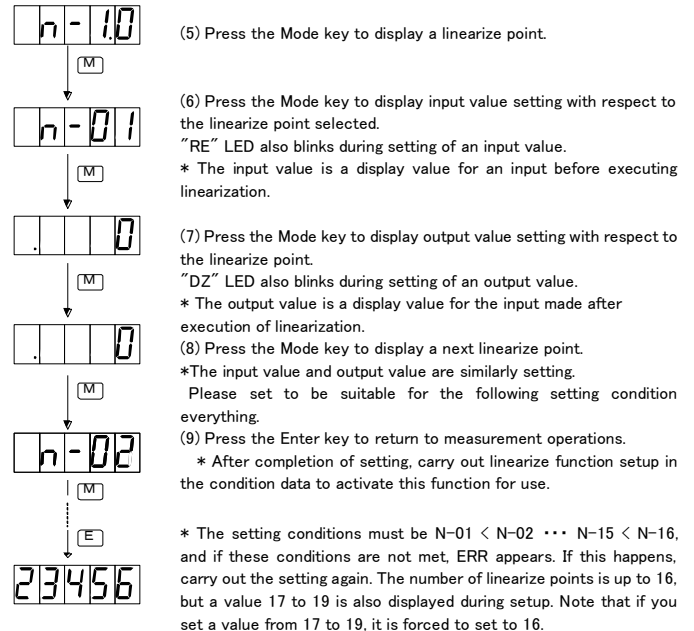 n-1.0
(5) Press the Mode key to display a linearize point.
M
(6) Press the Mode key to display input value setting with respect to
the linearize point selected.
n-01
"RE" LED also blinks during setting of an input value.
M
* The input value is a display value for an input before executing
linearization.
. 0
(7) Press the Mode key to display output value setting with respect to
the linearize point.
M
"DZ" LED also blinks during setting of an output value.
* The output value is a display value for the input made after
execution of linearization.
. 0
(8) Press the Mode key to display a next linearize point.
*The input value and output value are similarly setting.
M
Please set to be suitable for the following setting condition
everything.
n-02
(9) Press the Enter key to return to measurement operations.
* After completion of setting, carry out linearize function setup in
M
the condition data to activate this function for use.
E
* The setting conditions must be N-01 < N-02 ･･･ N-15 < N-16,
and if these conditions are not met, ERR appears. If this happens,
23456
carry out the setting again. The number of linearize points is up to 16,
but a value 17 to 19 is also displayed during setup. Note that if you
set a value from 17 to 19, it is forced to set to 16.